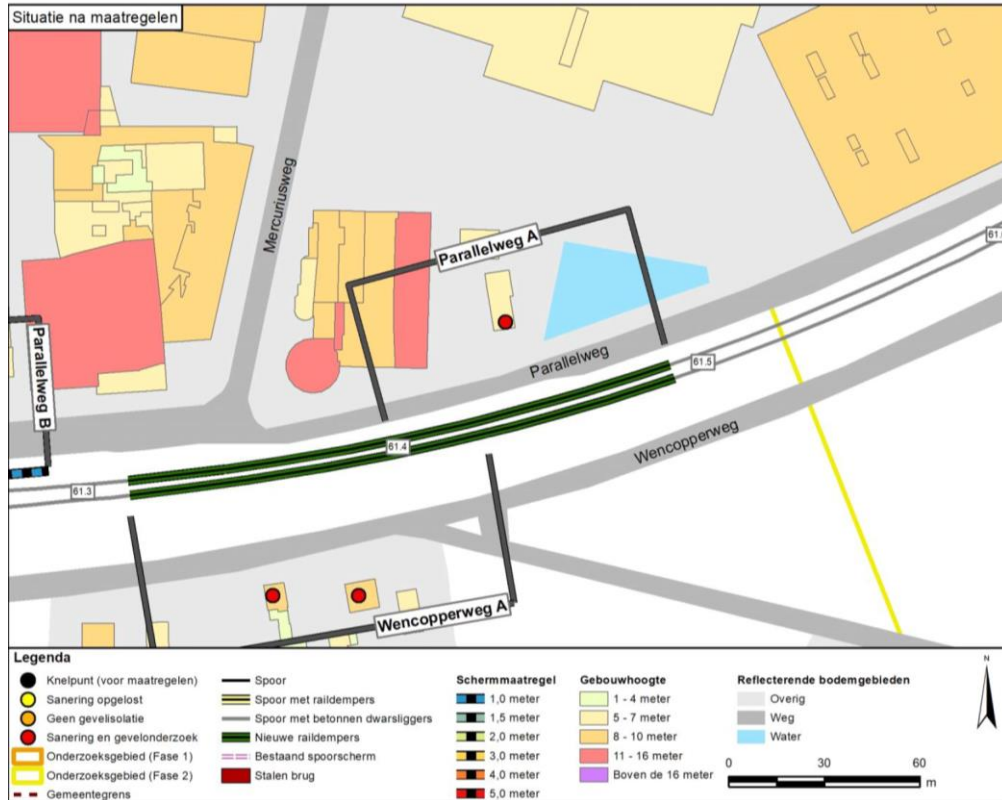 Situatie na maatregelen
Mercuriusweg
Parallelweg A
Parallelweg B
Parallelweg
61.5
61.4
61.3
Wencopperweg
Wencopperweg A
Legenda
Knelpunt (voor maatregelen)
Sanering opgelost
Geen gevelisolatie
Sanering en gevelonderzoek
Onderzoeksgebied (Fase 1)
Onderzoeksgebied (Fase 2)
Gemeentegrens
Spoor
Spoor met raildempers
Spoor met betonnen dwarsliggers
Nieuwe raildempers
Bestaand spoorscherm
Stalen brug
Schermmaatregel
1,0 meter
1,5 meter
2,0 meter
3,0 meter
4,0 meter
5,0 meter
Gebouwhoogte
1 - 4 meter
5 - 7 meter
8 - 10 meter
11 - 16 meter
Boven de 16 meter
Reflecterende bodemgebieden
Overig
Weg
Water
N
0 30 60
m